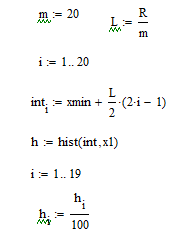 m := 20    L := R/m
i := 1.. 20
int_i := xmin + L/2·(2·i − 1)
h := hist(int,x1)
i := 1.. 19
h_i := h_i/100